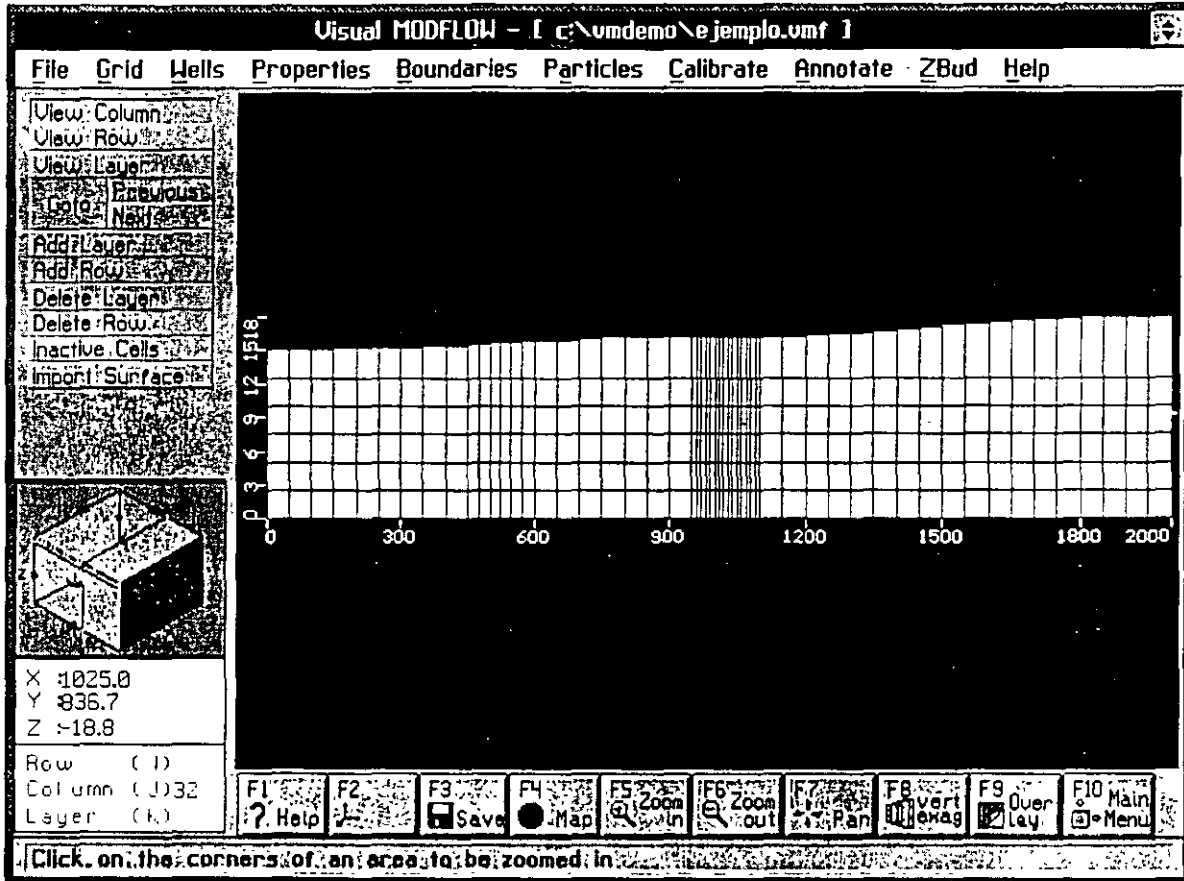 Visual MODFLOW - [ c:\vmdemo\ejemplo.vmf ]
File Grid Wells Properties Boundaries Particles Calibrate Annotate ZBud Help
View Column
View Row
View Layer
Goto Previous
Next
Add Layer
Add Row
Delete Layer
Delete Row
Inactive Cells
Import Surface
18
15
12
9
6
3
0
0 300 600 900 1200 1500 1800 2000
X :1025.0
Y :836.7
Z :-18.8
Row (I)
Column (J)32
Layer (K)
F1 ? Help
F2
F3 Save
F4 Map
F5 Zoom in
F6 Zoom out
F7 Pan
F8 vert exag
F9 Over lay
F10 Main Menu
Click on the corners of an area to be zoomed in